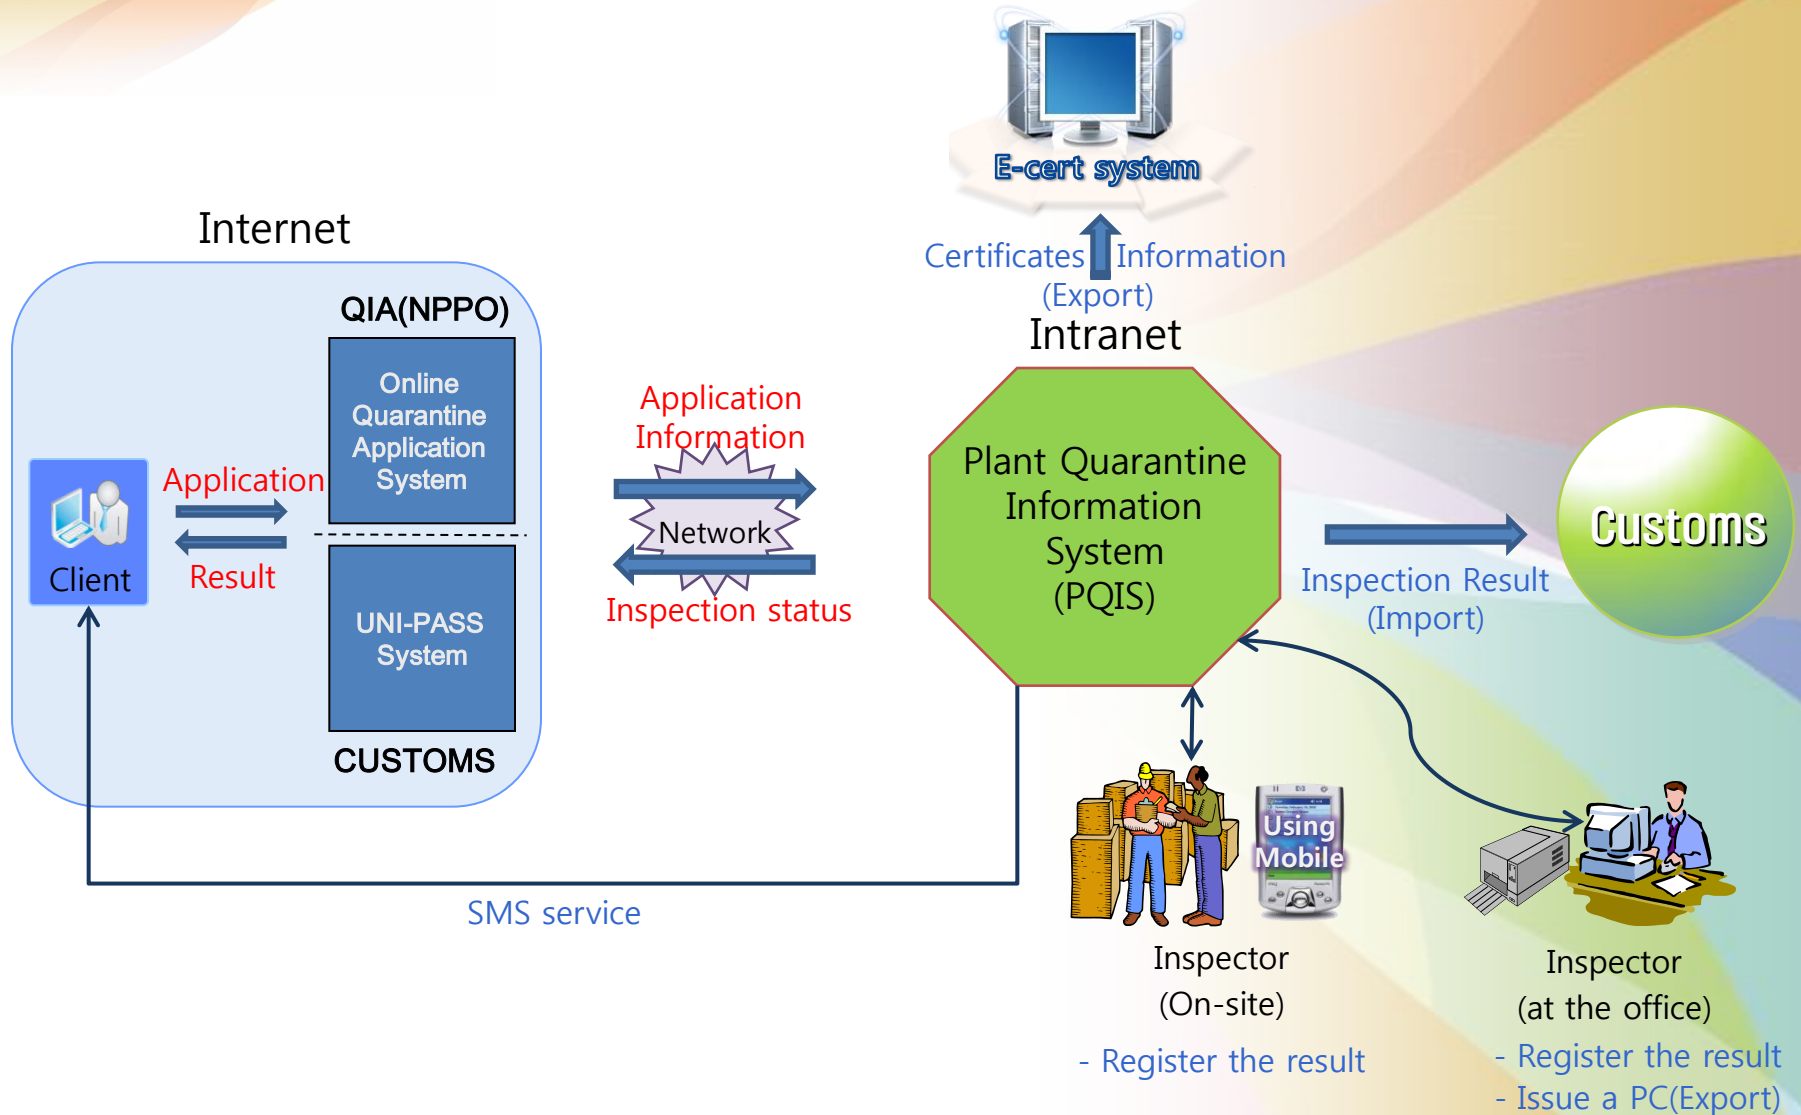 E-cert system
Certificates Information
(Export)
Internet
QIA(NPPO)
Online
Quarantine
Application
System
Client
Application
Result
UNI-PASS
System
CUSTOMS
Application
Information
Network
Inspection status
Intranet
Plant Quarantine
Information
System
(PQIS)
Inspection Result
(Import)
Customs
SMS service
Using
Mobile
Inspector
(On-site)
- Register the result
Inspector
(at the office)
- Register the result
- Issue a PC(Export)